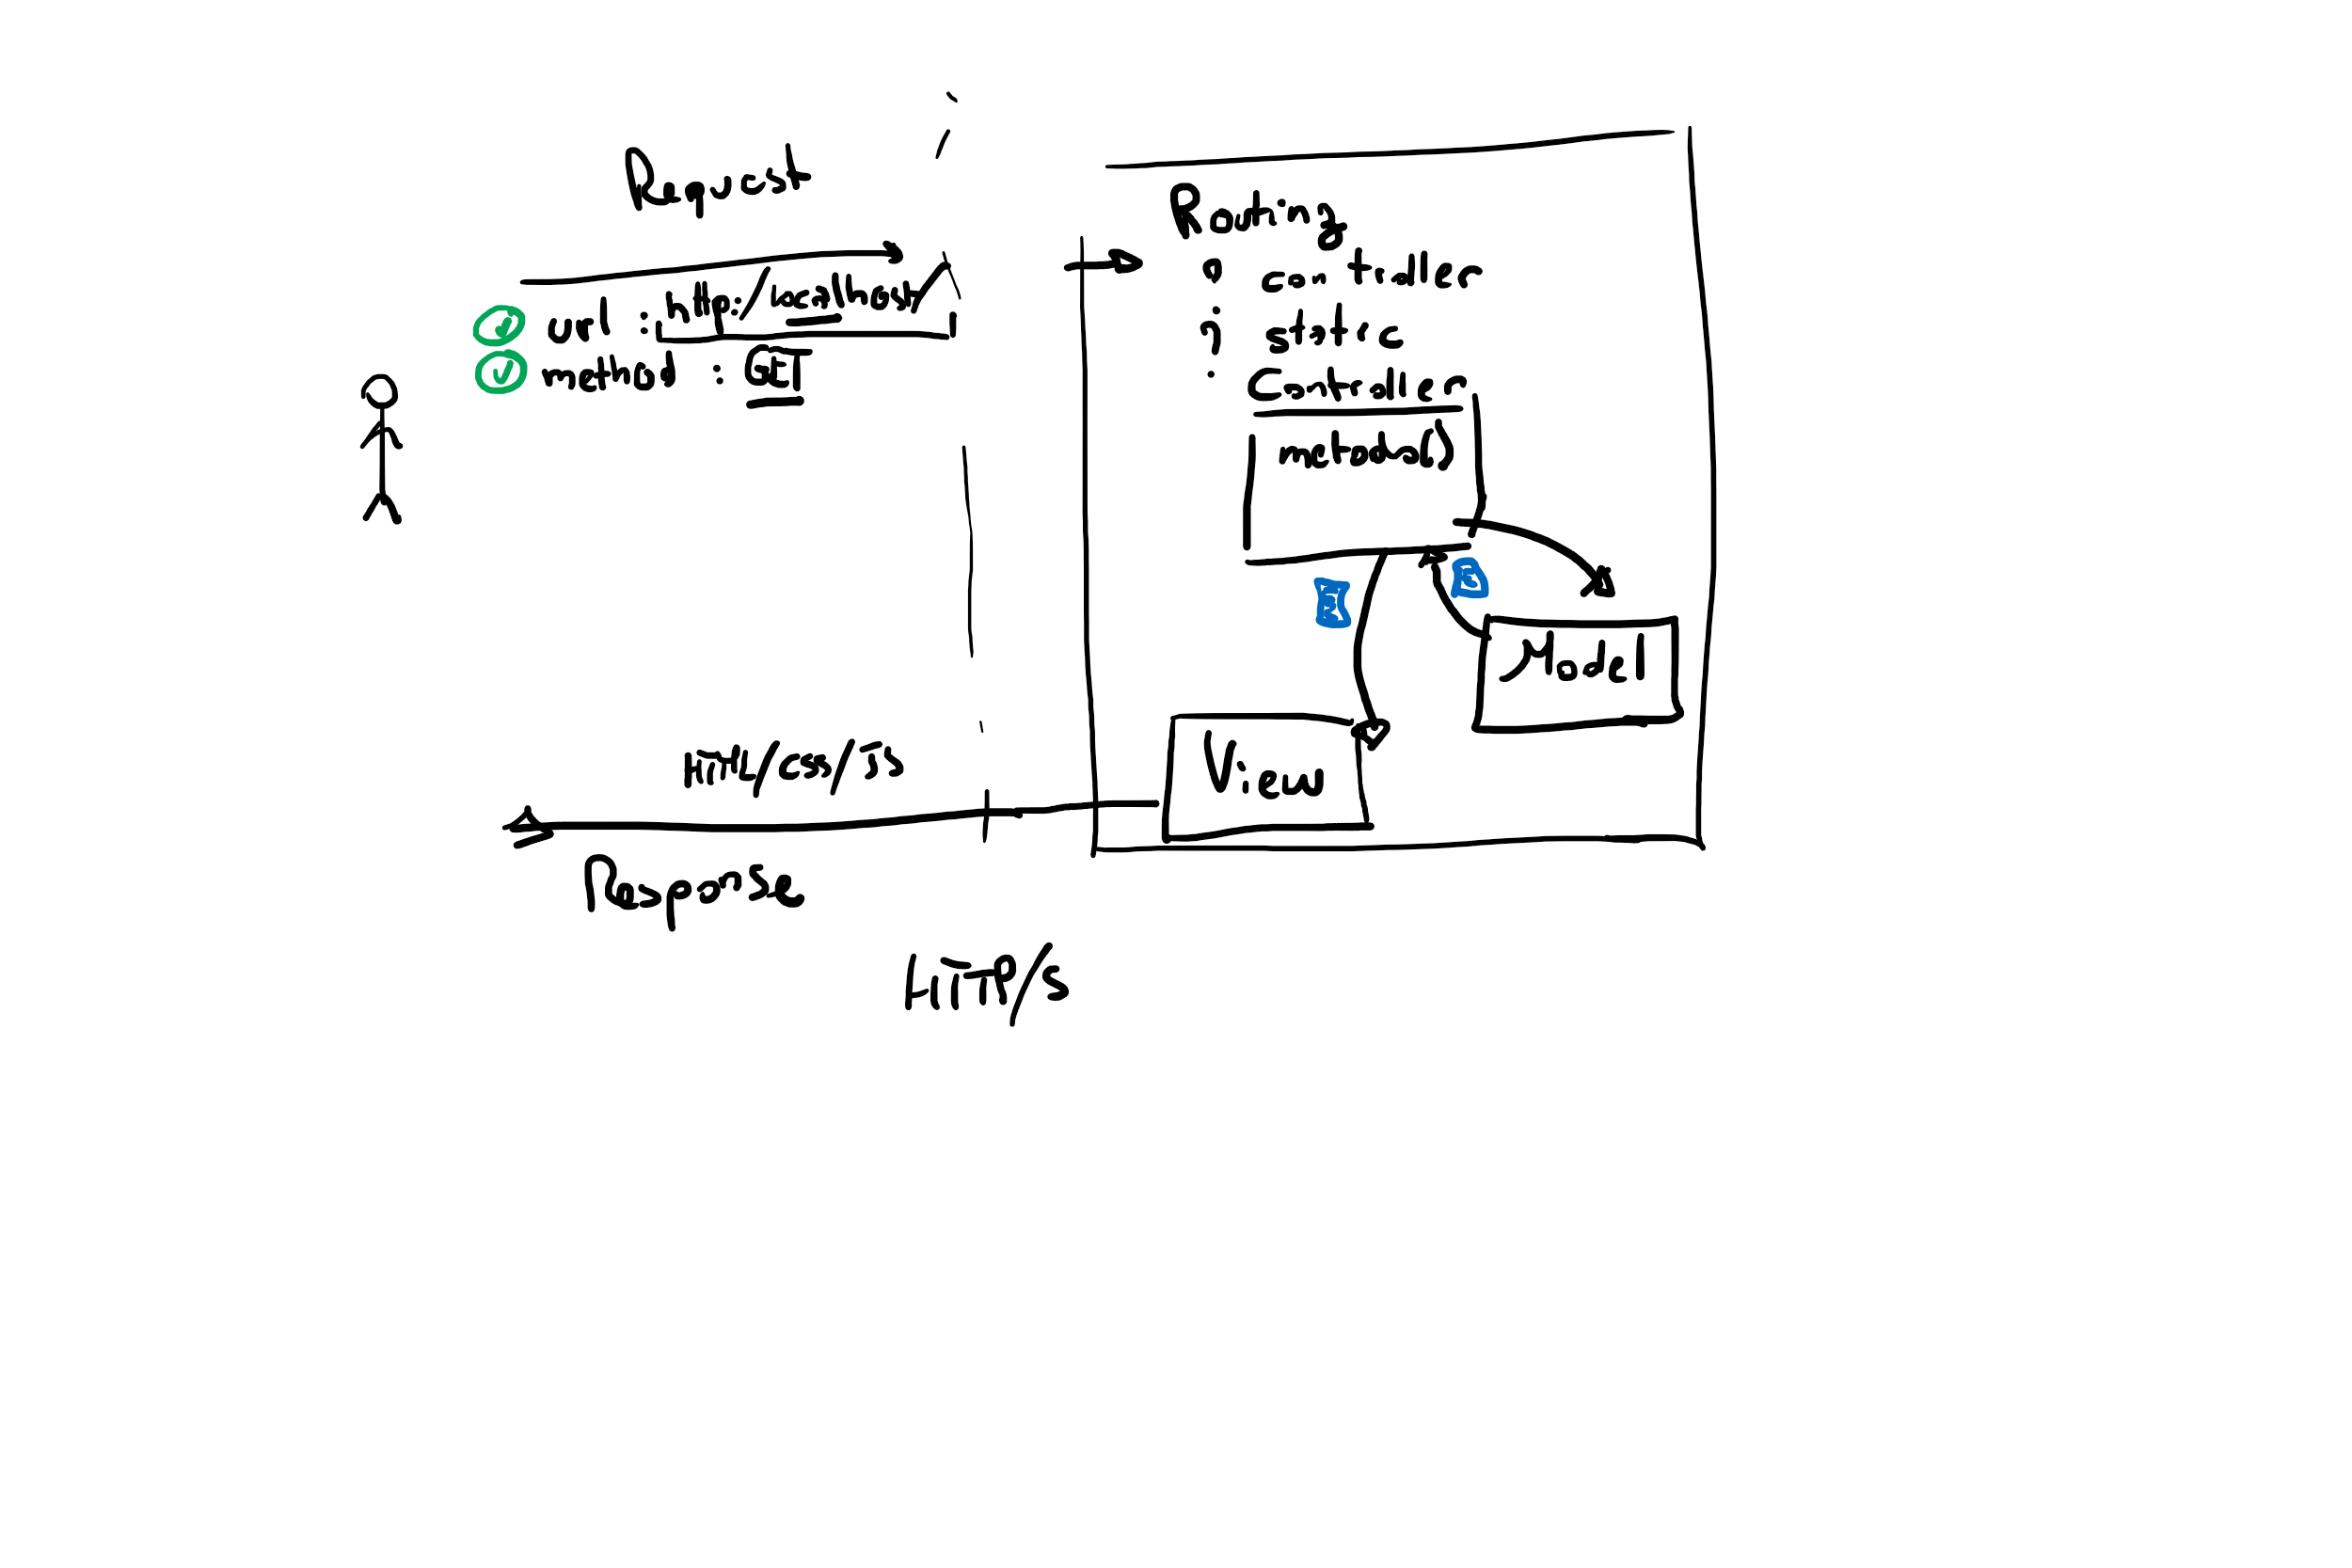 Request
url : http:/localhost/
method : GET
Routing
¿ controller
¿ static
Controller
metodo()
Model
View
HTML/css/Js
Response
HTTP/s